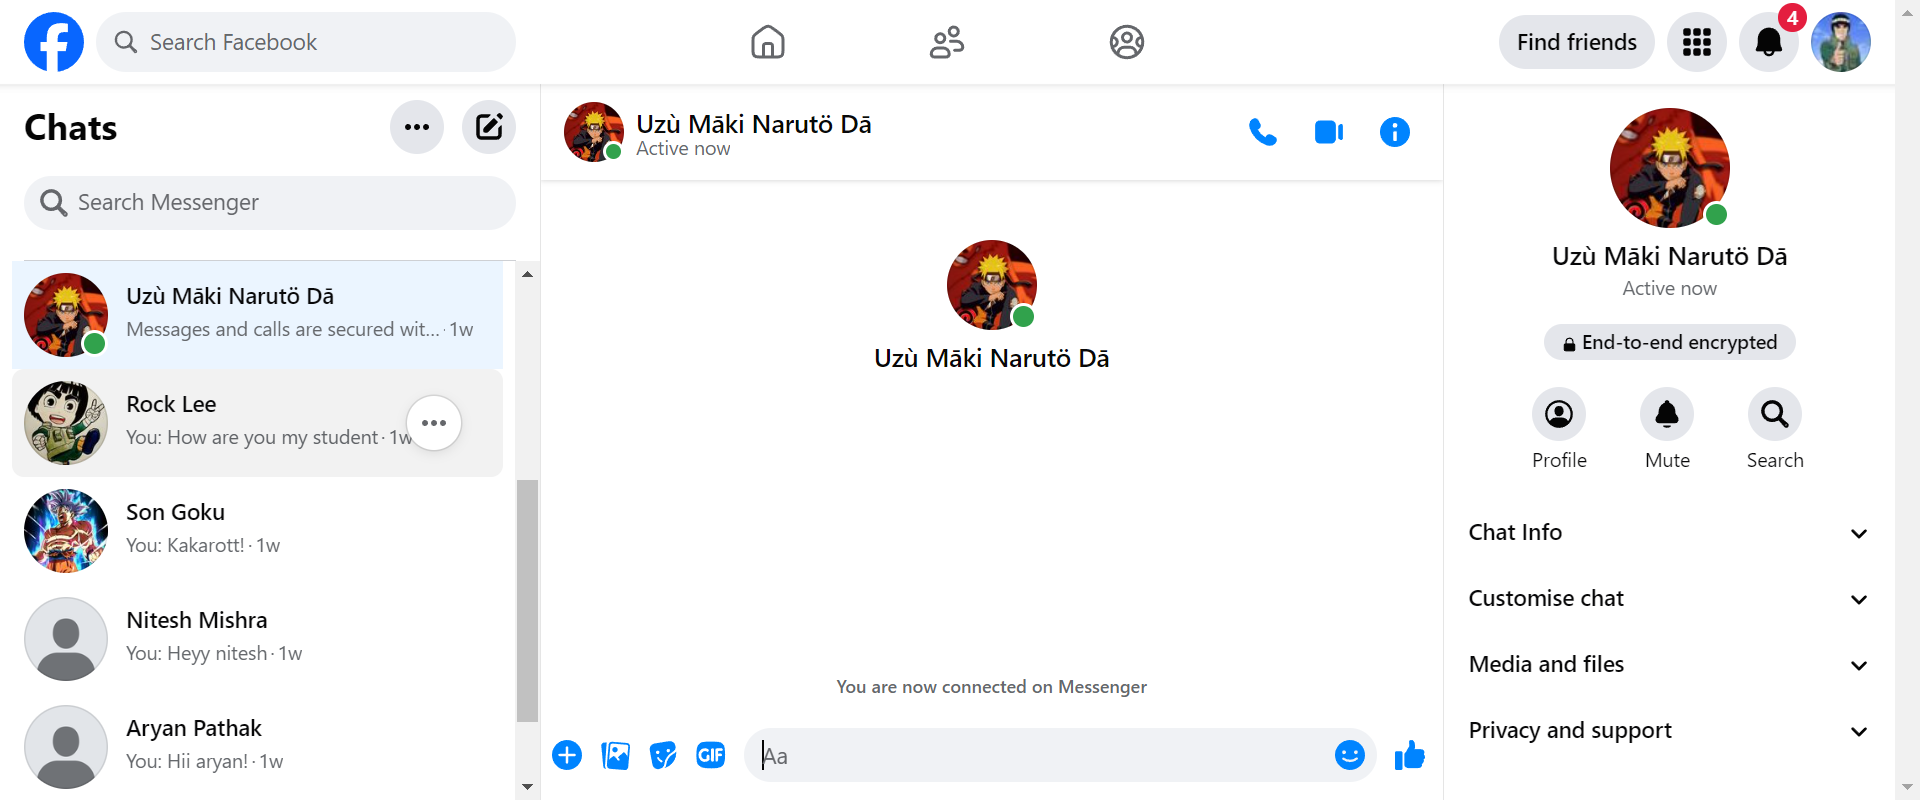 Search Facebook
Find friends
4
Chats
Search Messenger
Uzù Māki Narutö Dā
Messages and calls are secured wit... · 1w
Rock Lee
You: How are you my student · 1w
Son Goku
You: Kakarott! · 1w
Nitesh Mishra
You: Heyy nitesh · 1w
Aryan Pathak
You: Hii aryan! · 1w
Uzù Māki Narutö Dā
Active now
Uzù Māki Narutö Dā
You are now connected on Messenger
GIF
Aa
Uzù Māki Narutö Dā
Active now
End-to-end encrypted
Profile
Mute
Search
Chat Info
Customise chat
Media and files
Privacy and support